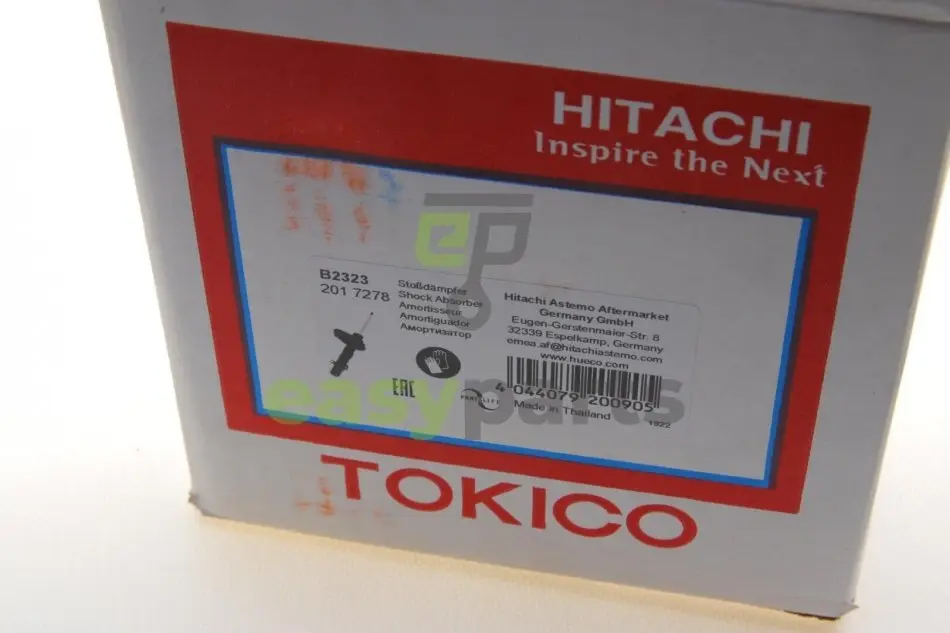 HITACHI
Inspire the Next
B2323
201 7278
Stoßdämpfer
Shock Absorber
Amortisseur
Amortiguador
Амортизатор
Hitachi Astemo Aftermarket
Germany GmbH
Eugen-Gerstenmaier-Str. 8
32339 Espelkamp, Germany
emea.af@hitachiastemo.com
www.hueco.com
EAC
PARTSLIFE
4 044079 200905
Made in Thailand
1922
ep
easyparts
TOKICO